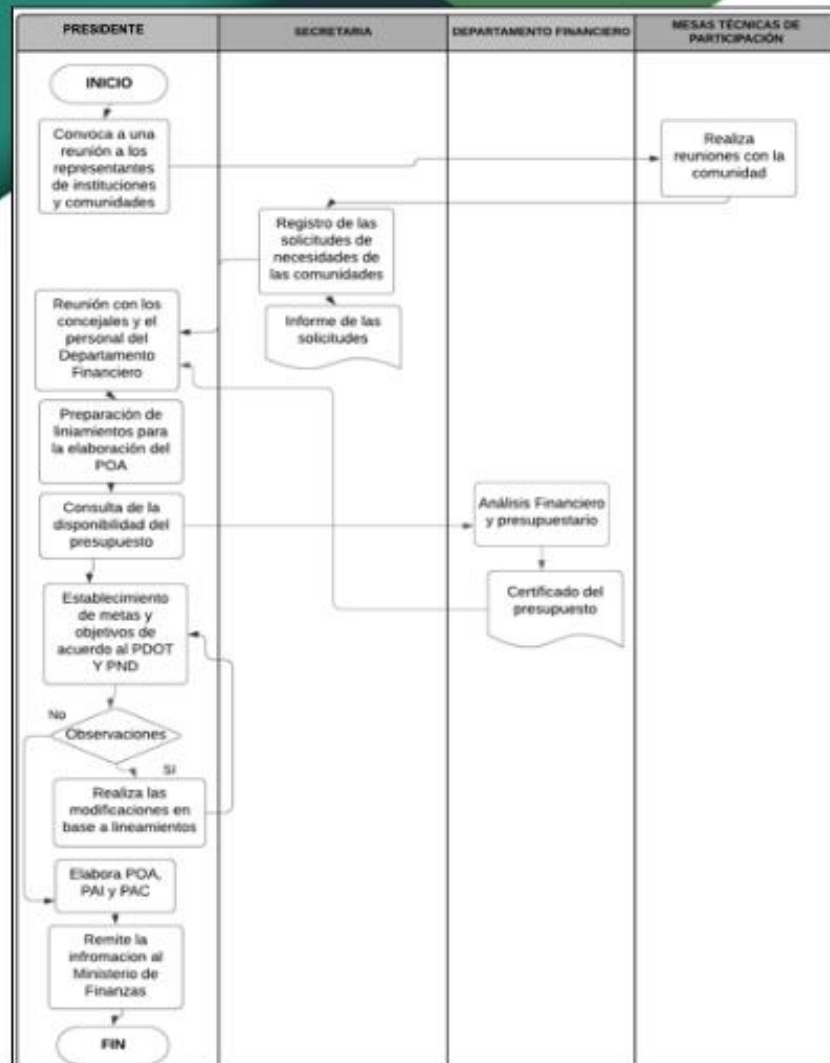 PRESIDENTE
SECRETARIA
DEPARTAMENTO FINANCIERO
MESAS TÉCNICAS DE
PARTICIPACIÓN
INICIO
Convoca a una
reunión a los
representantes
de instituciones
y comunidades
Realiza
reuniones con la
comunidad
Registro de las
solicitudes de
necesidades de
las comunidades
Informe de las
solicitudes
Reunión con los
concejales y el
personal del
Departamento
Financiero
Preparación de
liniamientos para
la elaboración del
POA
Consulta de la
disponibilidad del
presupuesto
Análisis Financiero
y presupuestario
Certificado del
presupuesto
Establecimiento
de metas y
objetivos de
acuerdo al PDOT
Y PND
No
Observaciones
SI
Realiza las
modificaciones en
base a lineamientos
Elabora POA,
PAI y PAC
Remite la
infromacion al
Ministerio de
Finanzas
FIN